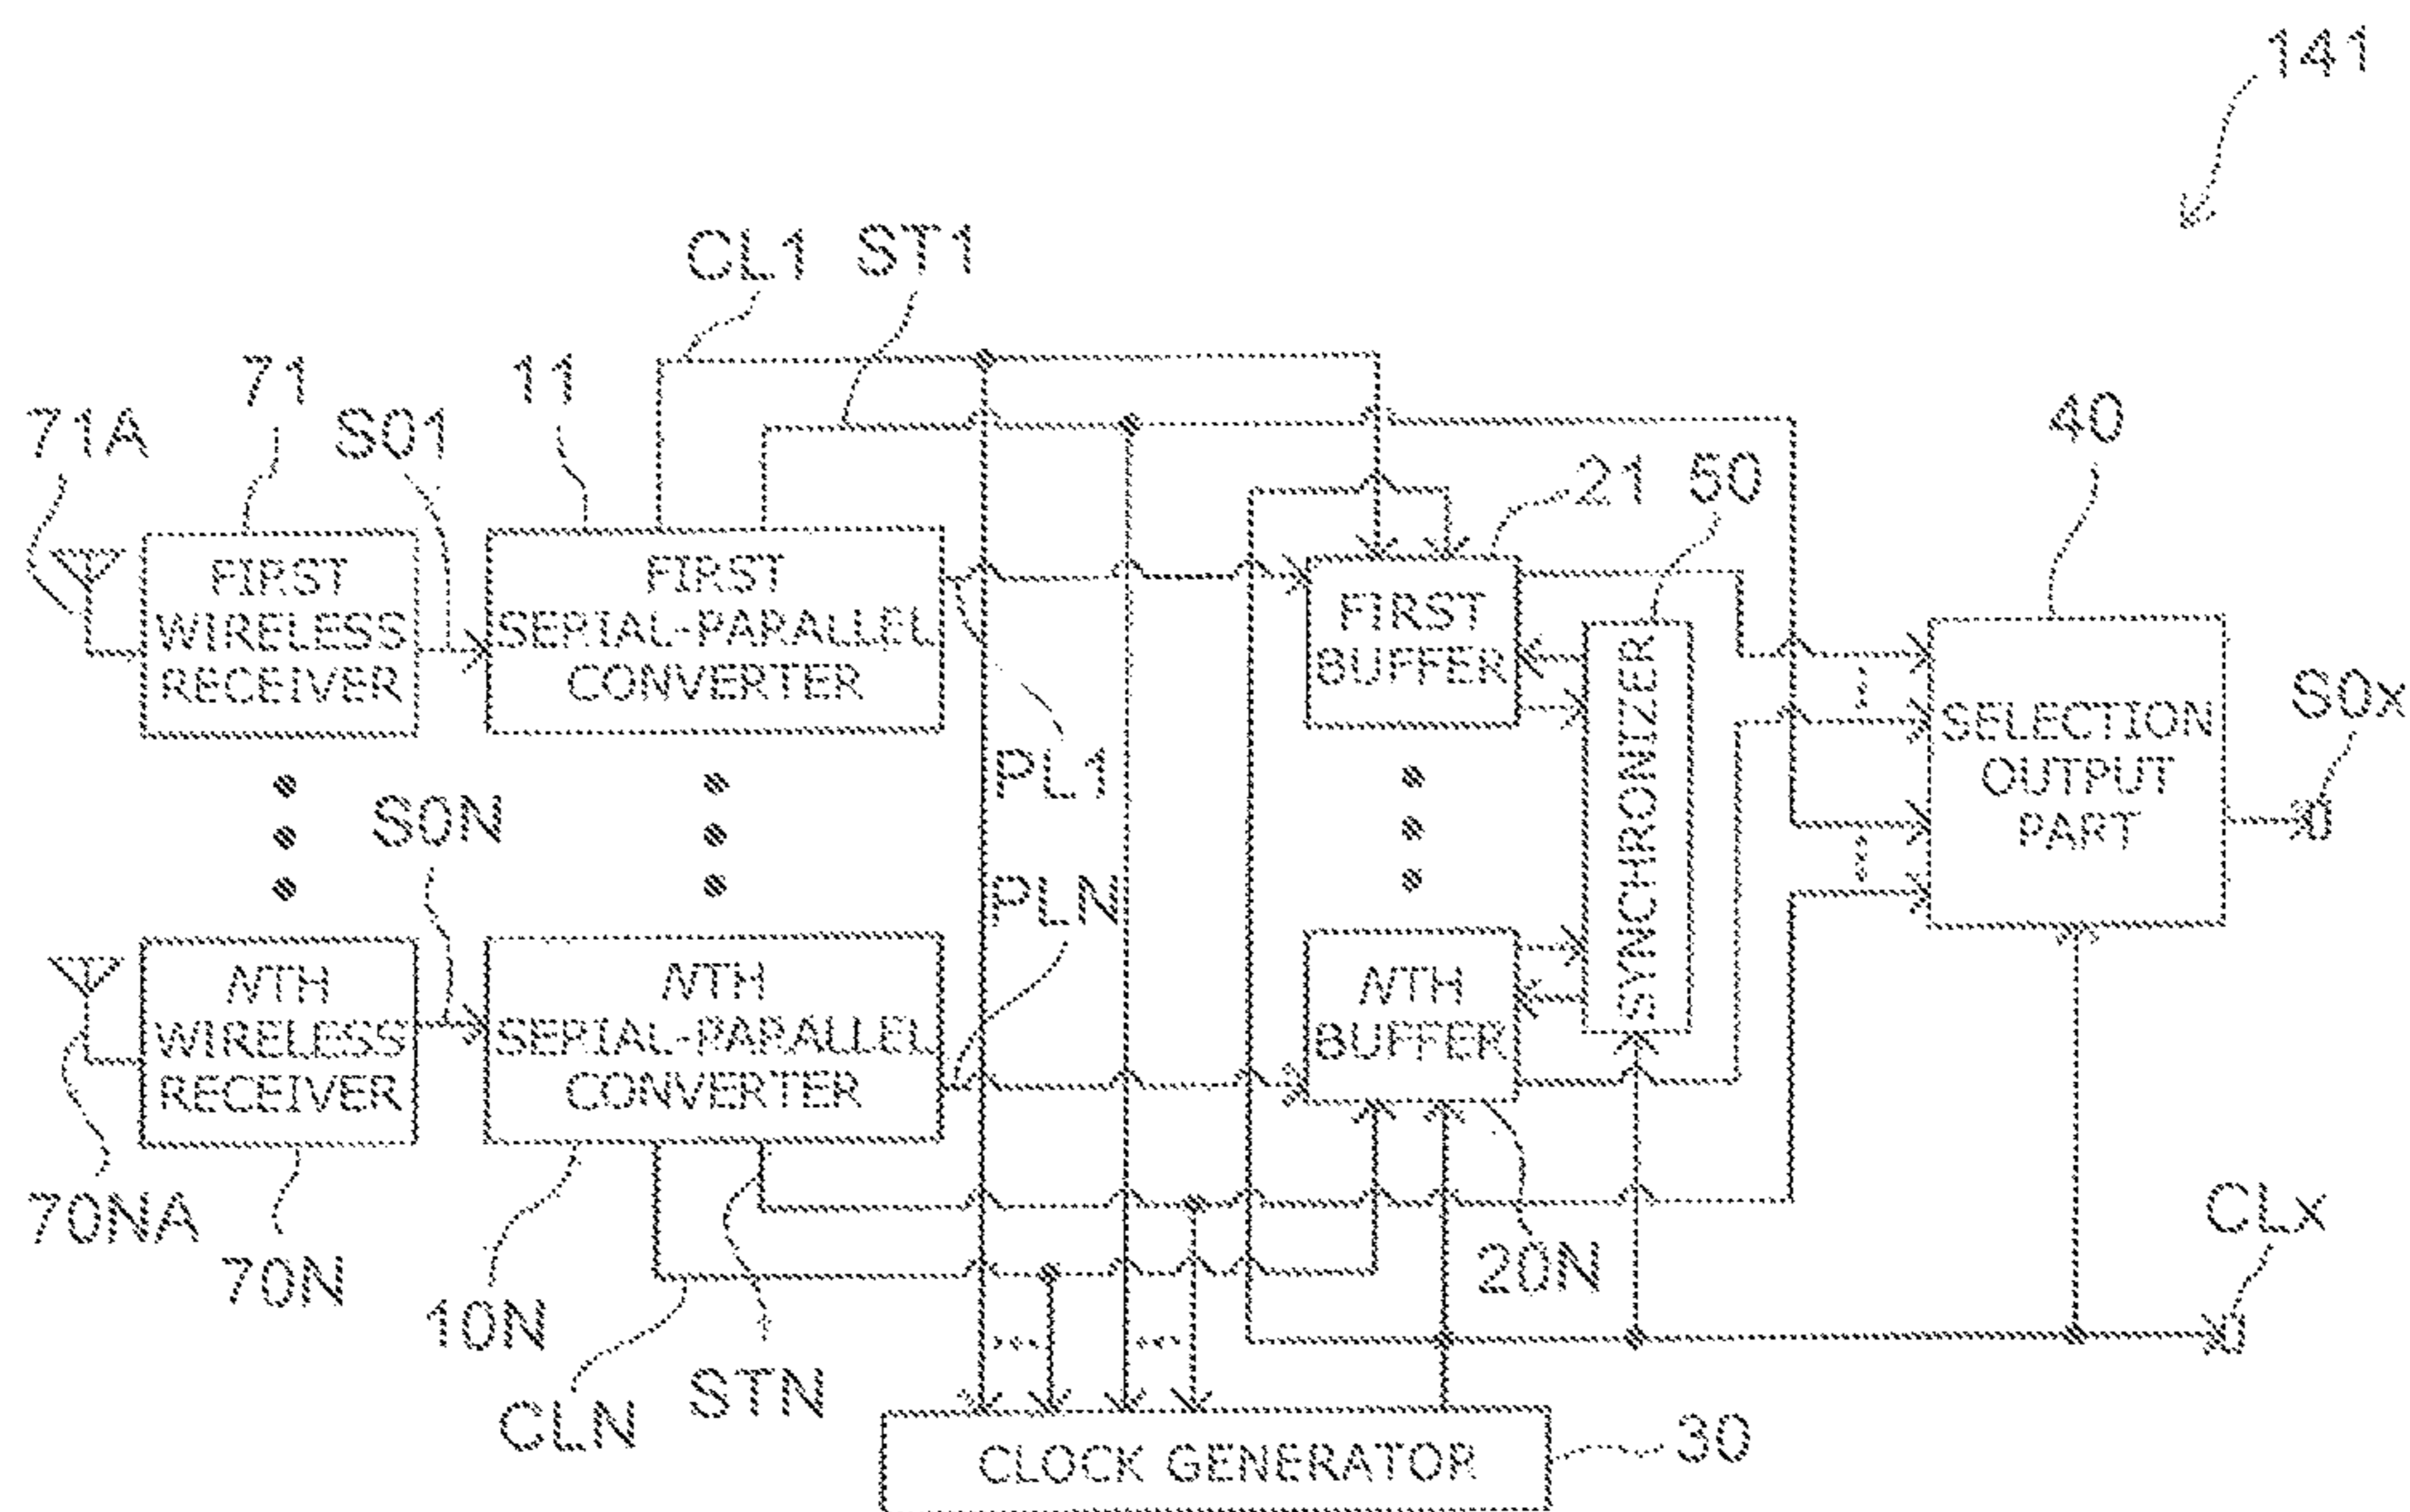 141
CL1 ST1
71 11
71A S01
40
21 50
FIRST
WIRELESS
RECEIVER
FIRST
SERIAL-PARALLEL
CONVERTER
FIRST
BUFFER
SYNCHRONIZER
SELECTION
OUTPUT
PART
S0x
PL1
S0N
PLN
NTH
WIRELESS
RECEIVER
NTH
SERIAL-PARALLEL
CONVERTER
NTH
BUFFER
70NA
70N
10N
CLN
STN
20N
CLx
CLOCK GENERATOR
30